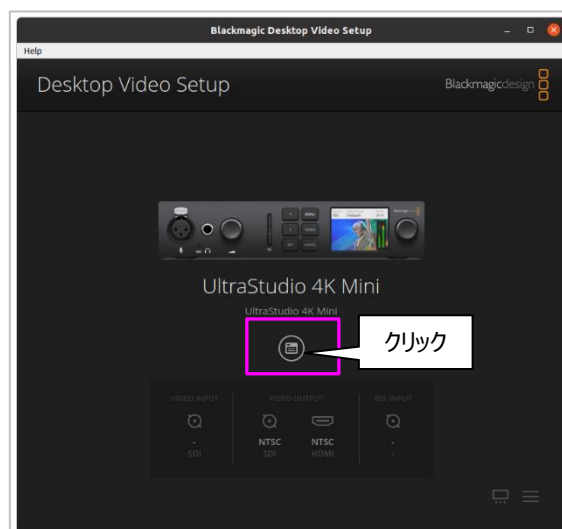 Blackmagic Desktop Video Setup
Help
Desktop Video Setup
Blackmagicdesign
UltraStudio 4K Mini
UltraStudio 4K Mini
クリック
VIDEO INPUT VIDEO OUTPUT REF INPUT
- NTSC NTSC -
SDI SDI HDMI -